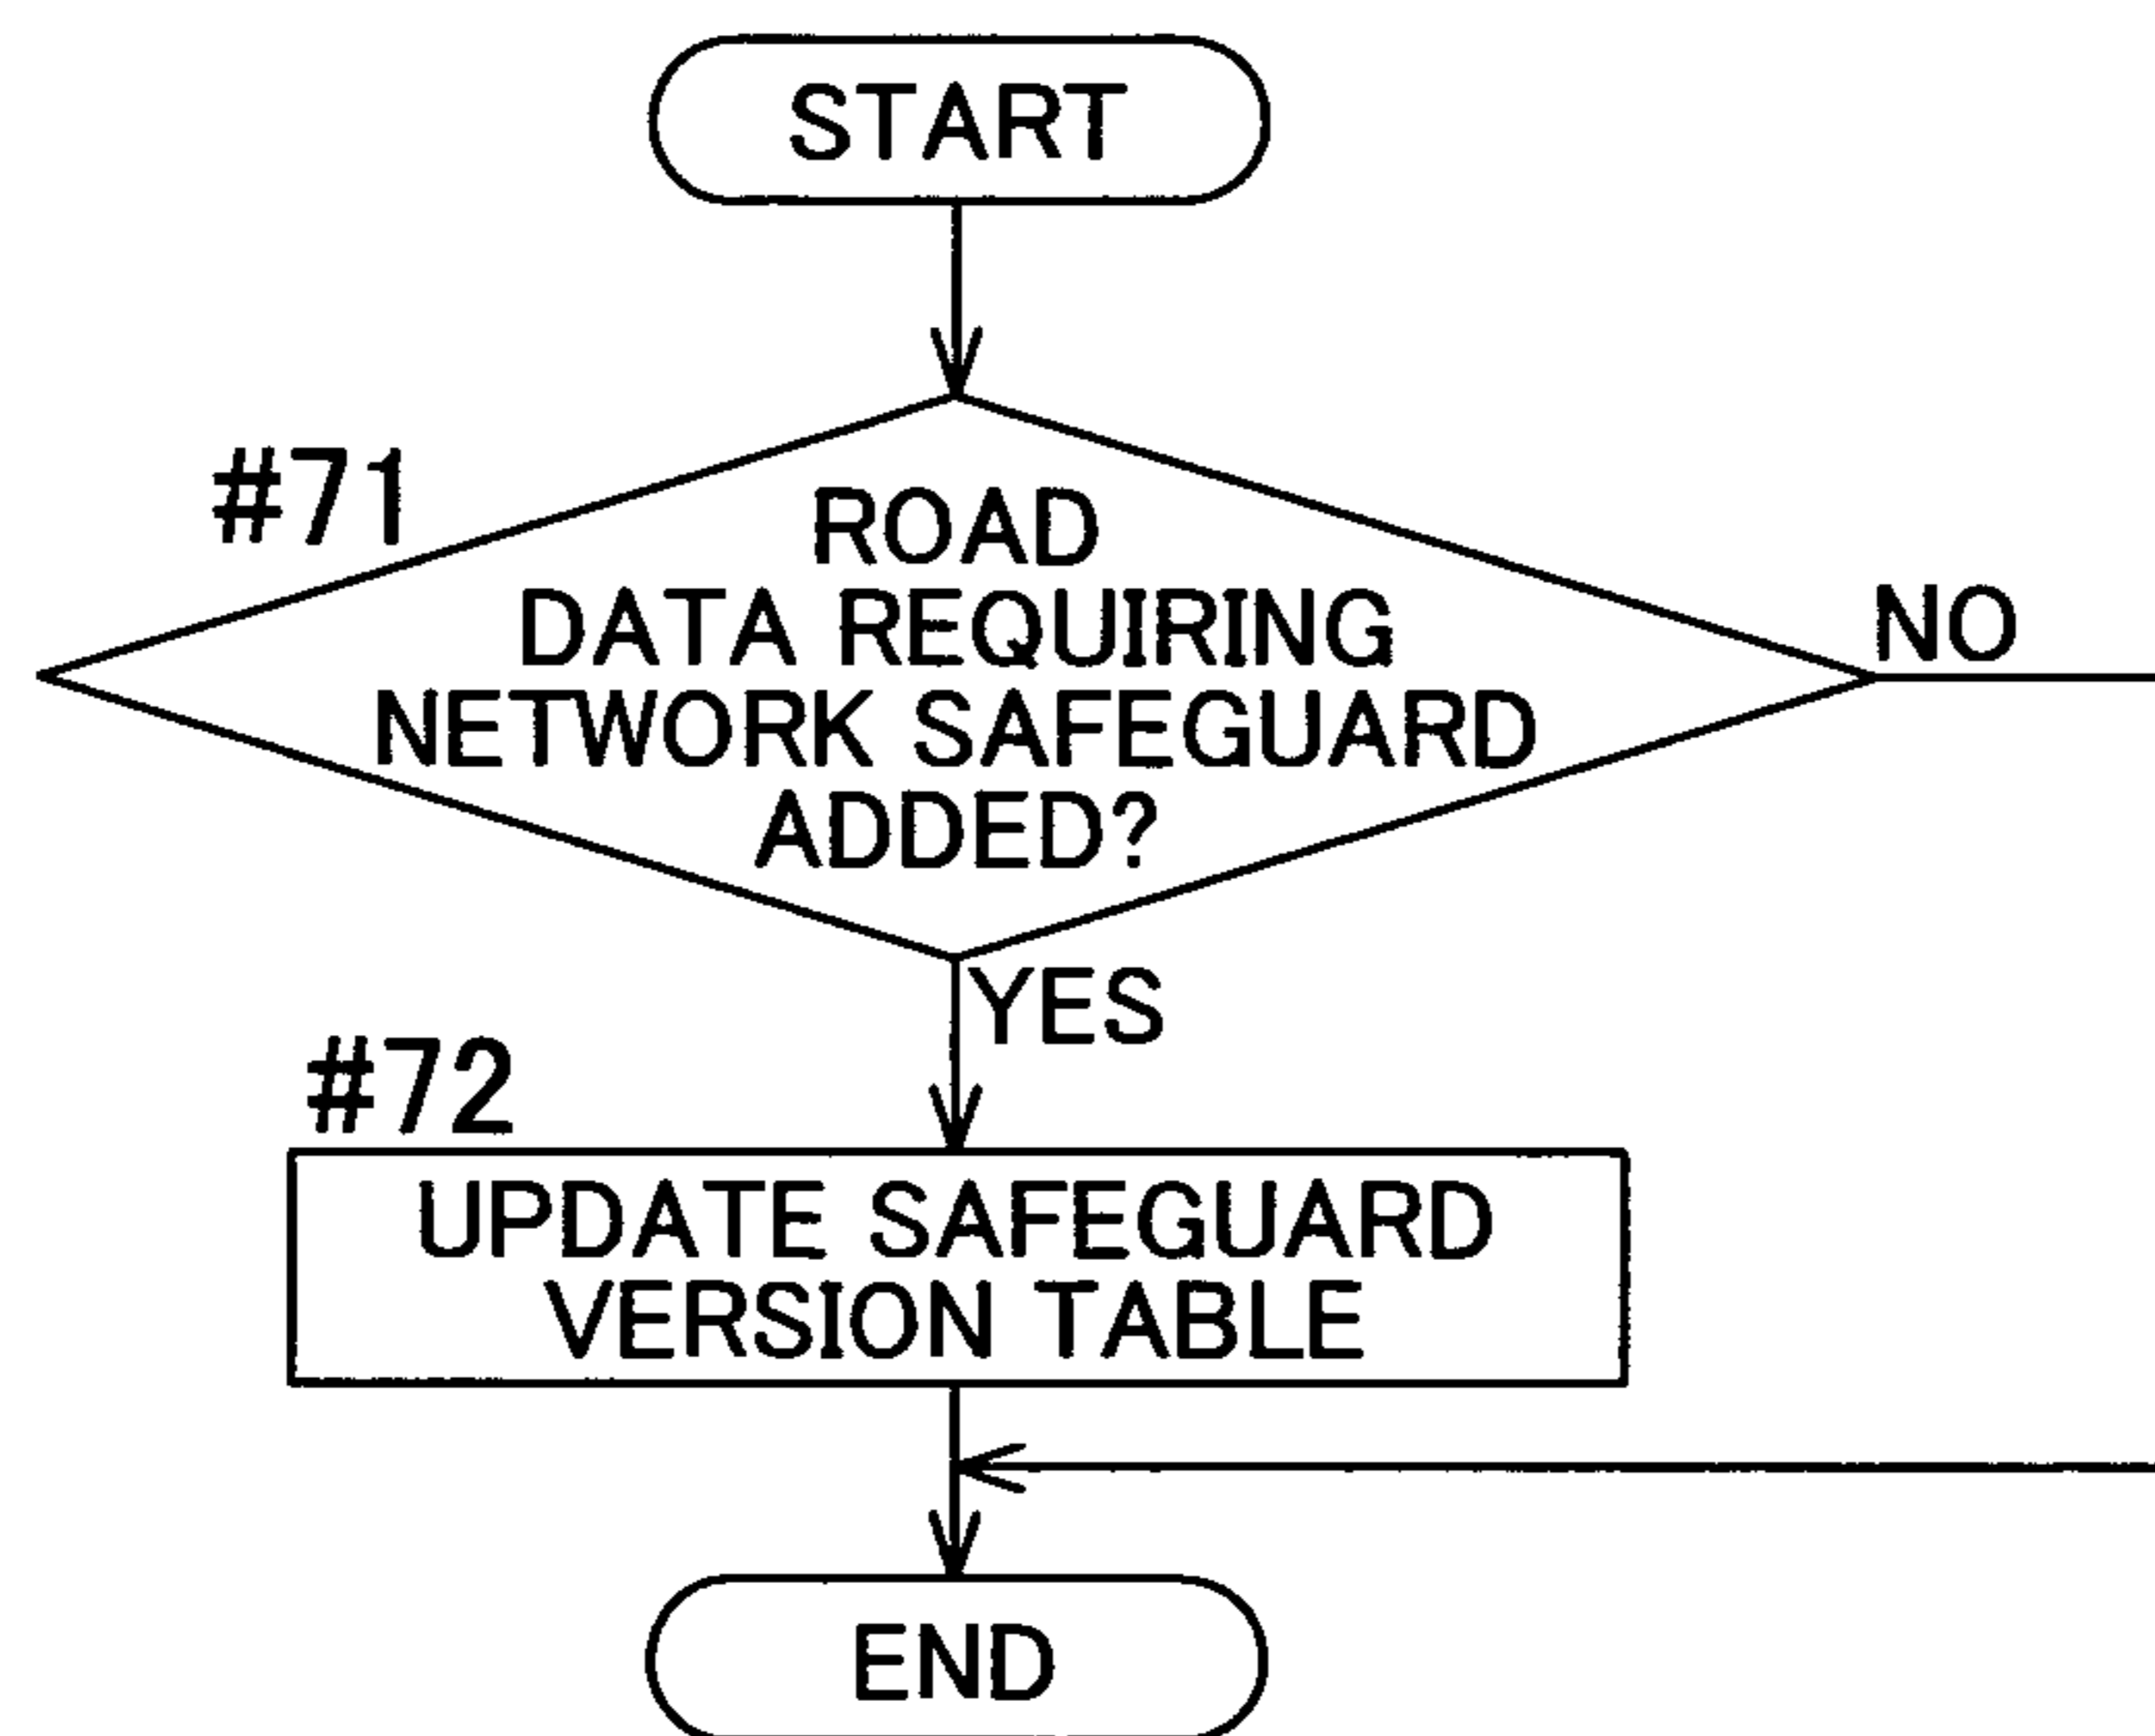 START
#71
ROAD
DATA REQUIRING
NETWORK SAFEGUARD
ADDED?
NO
YES
#72
UPDATE SAFEGUARD
VERSION TABLE
END